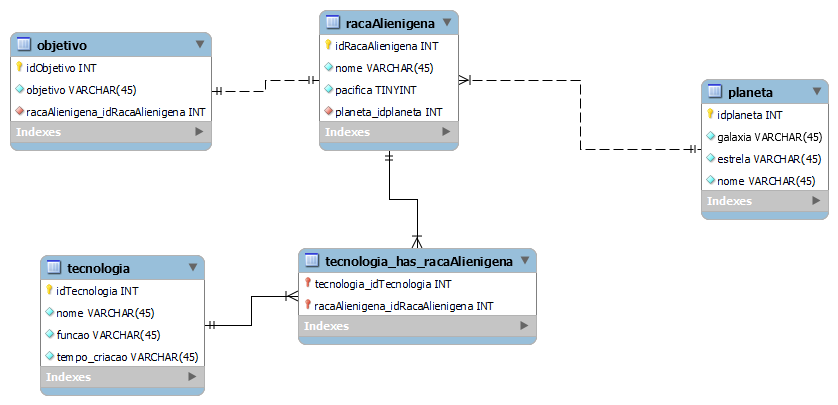 objetivo
idObjetivo INT
objetivo VARCHAR(45)
racaAlienigena_idRacaAlienigena INT
Indexes
racaAlienigena
idRacaAlienigena INT
nome VARCHAR(45)
pacifica TINYINT
planeta_idplaneta INT
Indexes
planeta
idplaneta INT
galaxia VARCHAR(45)
estrela VARCHAR(45)
nome VARCHAR(45)
Indexes
tecnologia
idTecnologia INT
nome VARCHAR(45)
funcao VARCHAR(45)
tempo_criacao VARCHAR(45)
Indexes
tecnologia_has_racaAlienigena
tecnologia_idTecnologia INT
racaAlienigena_idRacaAlienigena INT
Indexes